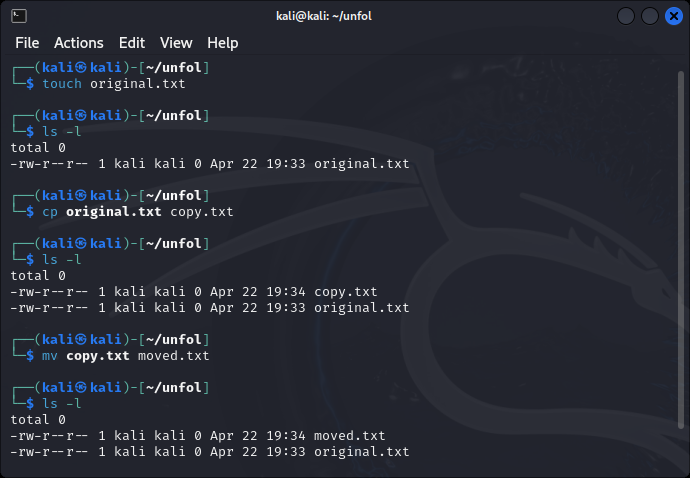 kali@kali: ~/unfol
File Actions Edit View Help
┌──(kali㉿kali)-[~/unfol]
└─$ touch original.txt
┌──(kali㉿kali)-[~/unfol]
└─$ ls -l
total 0
-rw-r--r-- 1 kali kali 0 Apr 22 19:33 original.txt
┌──(kali㉿kali)-[~/unfol]
└─$ cp original.txt copy.txt
┌──(kali㉿kali)-[~/unfol]
└─$ ls -l
total 0
-rw-r--r-- 1 kali kali 0 Apr 22 19:34 copy.txt
-rw-r--r-- 1 kali kali 0 Apr 22 19:33 original.txt
┌──(kali㉿kali)-[~/unfol]
└─$ mv copy.txt moved.txt
┌──(kali㉿kali)-[~/unfol]
└─$ ls -l
total 0
-rw-r--r-- 1 kali kali 0 Apr 22 19:34 moved.txt
-rw-r--r-- 1 kali kali 0 Apr 22 19:33 original.txt